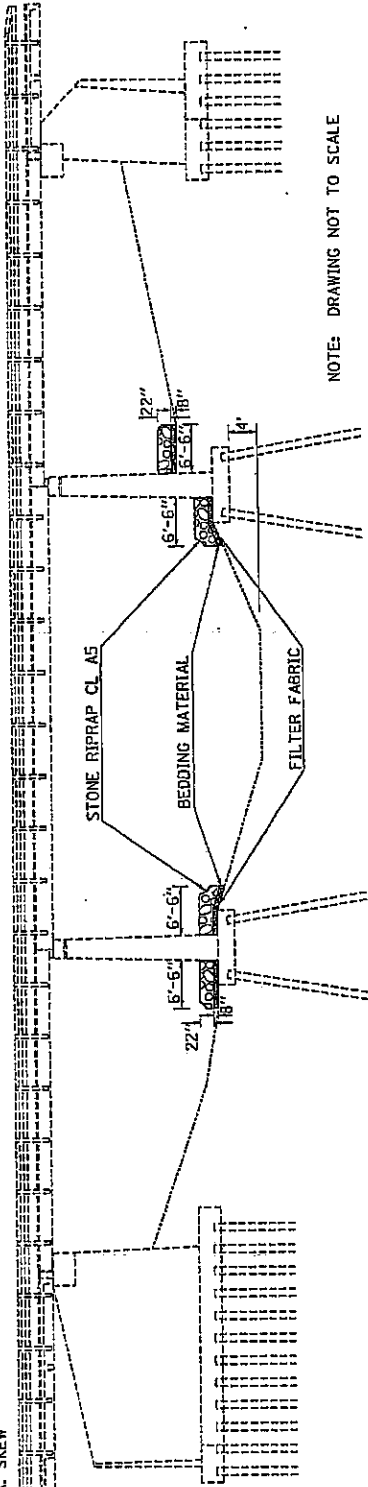 SKEW
STONE RIPRAP CL A5
BEDDING MATERIAL
FILTER FABRIC
6'-6"
6'-6"
22"
18"
6'-6"
6'-6"
22"
18"
4'
NOTE: DRAWING NOT TO SCALE